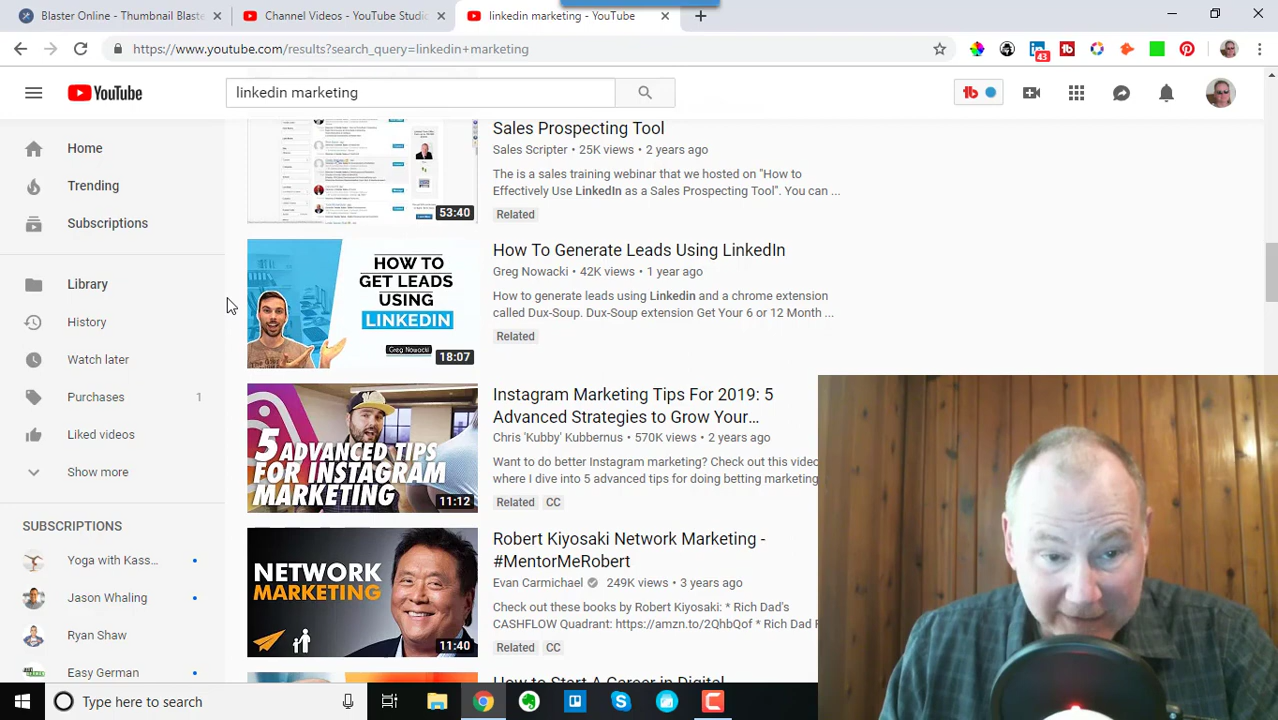 Blaster Online - Thumbnail Blaste
Channel Videos - YouTube Studio
linkedin marketing - YouTube
https://www.youtube.com/results?search_query=linkedin+marketing
43
YouTube
linkedin marketing
Home
Trending
Subscriptions
Library
History
Watch later
Purchases 1
Liked videos
Show more
SUBSCRIPTIONS
Yoga with Kass...
Jason Whaling
Ryan Shaw
Easy German
53:40
Sales Prospecting Tool
Sales Scripter • 25K views • 2 years ago
This is a sales training webinar that we hosted on "How to
Effectively Use LinkedIn as a Sales Prospecting Tool". You can ...
Related
HOW TO
GET LEADS
USING
LINKEDIN
Greg Nowacki
18:07
How To Generate Leads Using LinkedIn
Greg Nowacki • 42K views • 1 year ago
How to generate leads using Linkedin and a chrome extension
called Dux-Soup. Dux-Soup extension Get Your 6 or 12 Month ...
Related
5 ADVANCED TIPS
FOR INSTAGRAM
MARKETING
11:12
Instagram Marketing Tips For 2019: 5
Advanced Strategies to Grow Your...
Chris 'Kubby' Kubbernus • 570K views • 2 years ago
Want to do better Instagram marketing? Check out this video
where I dive into 5 advanced tips for doing betting marketing
Related CC
NETWORK
MARKETING
11:40
Robert Kiyosaki Network Marketing -
#MentorMeRobert
Evan Carmichael 249K views • 3 years ago
Check out these books by Robert Kiyosaki: * Rich Dad's
CASHFLOW Quadrant: https://amzn.to/2QhbQof * Rich Dad
Related CC
How to Start A Career in Digital
Type here to search